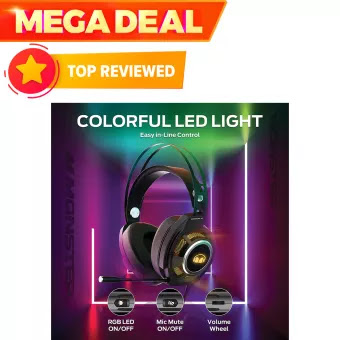 MEGA DEAL
TOP REVIEWED
COLORFUL LED LIGHT
Easy in-Line Control
MONSTER
RGB LED
ON/OFF
Mic Mute
ON/OFF
Volume
Wheel